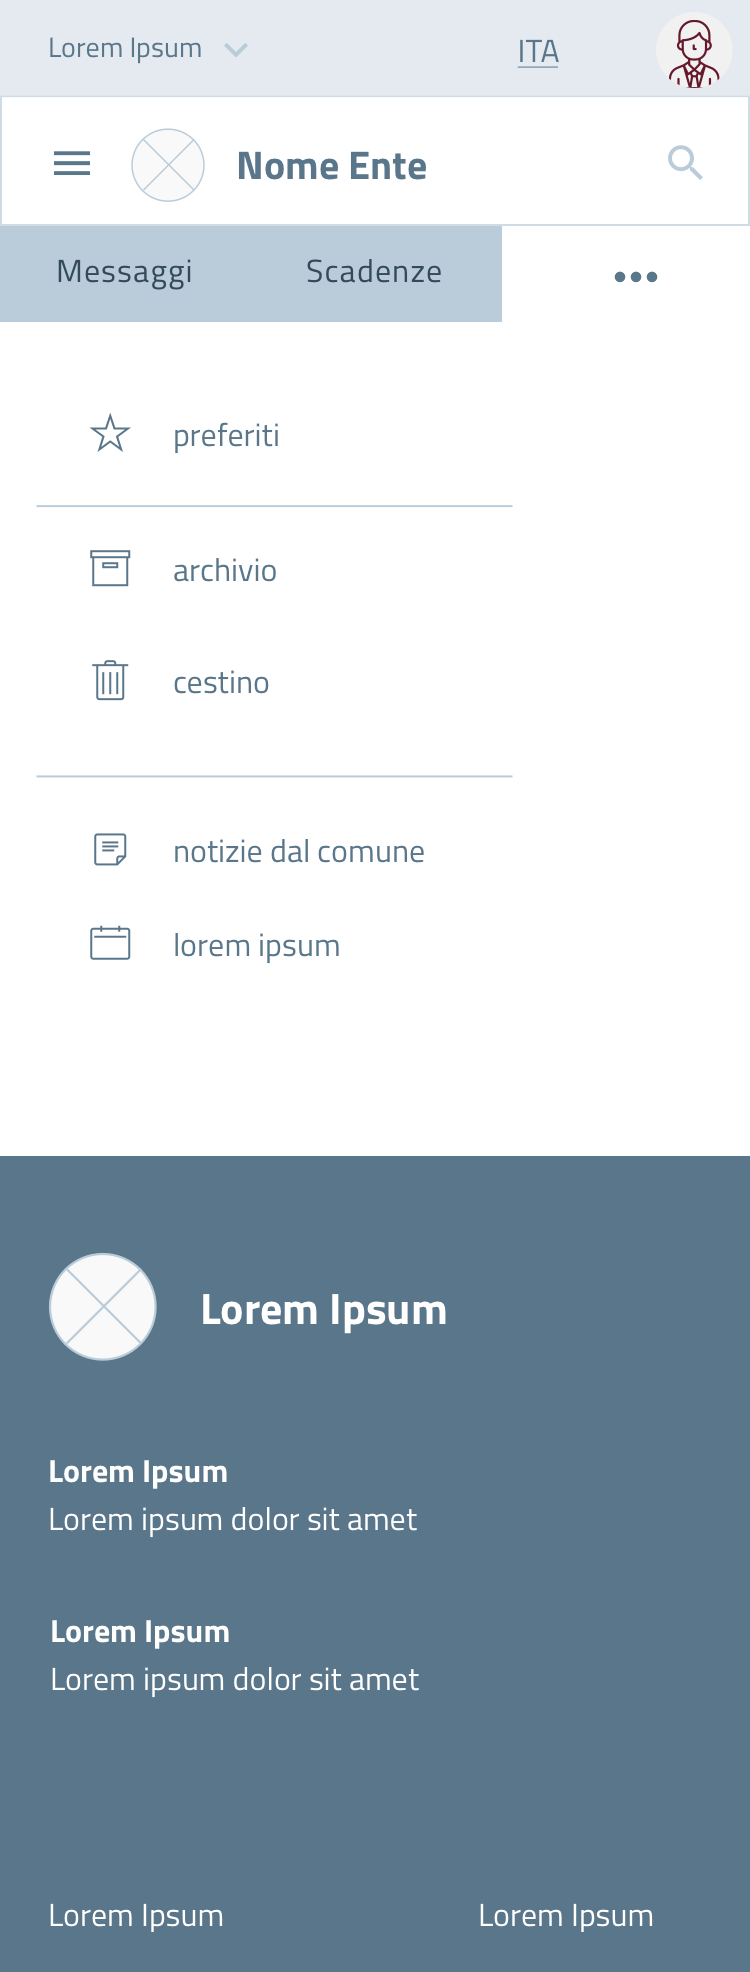 Lorem Ipsum
ITA
Nome Ente
Messaggi
Scadenze
preferiti
archivio
cestino
notizie dal comune
lorem ipsum
Lorem Ipsum
Lorem Ipsum
Lorem ipsum dolor sit amet
Lorem Ipsum
Lorem ipsum dolor sit amet
Lorem Ipsum
Lorem Ipsum